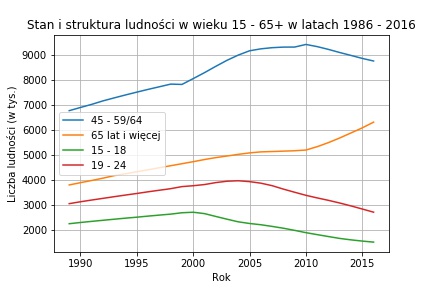 Stan i struktura ludności w wieku 15 - 65+ w latach 1986 - 2016
Liczba ludności (w tys.)
9000
8000
7000
6000
5000
4000
3000
2000
45 - 59/64
65 lat i więcej
15 - 18
19 - 24
1990
1995
2000
2005
2010
2015
Rok